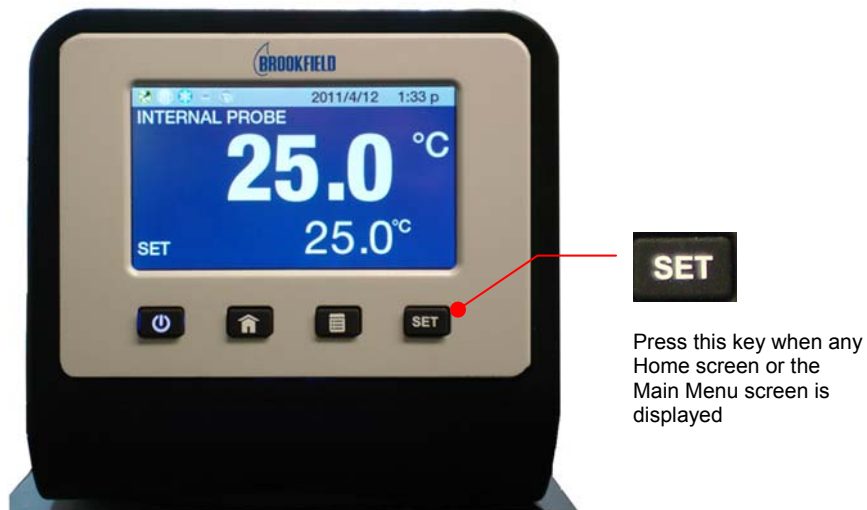 BROOKFIELD
2011/4/12 1:33 p
INTERNAL PROBE
25.0 °C
SET 25.0°C
SET
SET
Press this key when any
Home screen or the
Main Menu screen is
displayed